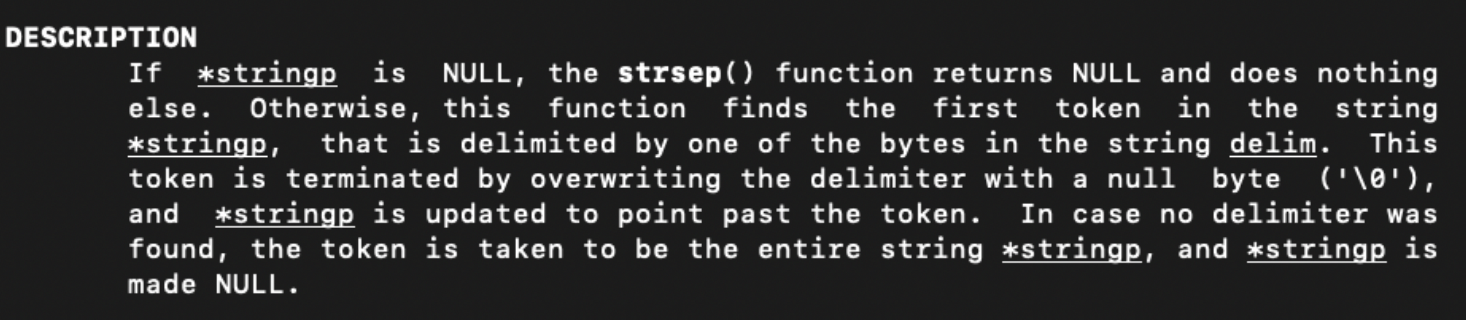 DESCRIPTION
If *stringp is NULL, the strsep() function returns NULL and does nothing
else. Otherwise, this function finds the first token in the string
*stringp, that is delimited by one of the bytes in the string delim. This
token is terminated by overwriting the delimiter with a null byte ('\0'),
and *stringp is updated to point past the token. In case no delimiter was
found, the token is taken to be the entire string *stringp, and *stringp is
made NULL.